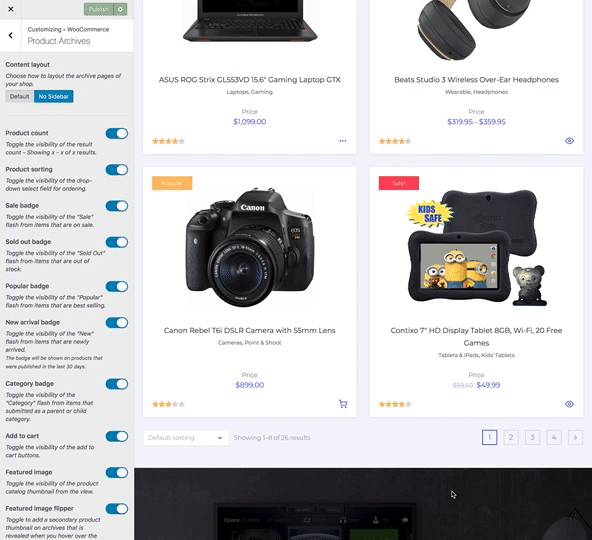 Publish
Customizing ▸ WooCommerce
Product Archives
Content layout
Choose how to layout the archive pages of
your shop.
Default No Sidebar
Product count
Toggle the visibility of the result
count - Showing x - x of x results.
Product sorting
Toggle the visibility of the drop-
down select field for ordering.
Sale badge
Toggle the visibility of the "Sale"
flash from items that are on sale.
Sold out badge
Toggle the visibility of the "Sold Out"
flash from items that are out of
stock.
Popular badge
Toggle the visibility of the "Popular"
flash from items that are best selling.
New arrival badge
Toggle the visibility of the "New"
flash from items that are newly
arrived.
The badge will be shown on products that
were published in the last 30 days.
Category badge
Toggle the visibility of the
"Category" flash from items that
submitted as a parent or child
category.
Add to cart
Toggle the visibility of the add to
cart buttons.
Featured image
Toggle the visibility of the product
catalog thumbnail from the view.
Featured image flipper
Toggle to add a secondary product
thumbnail on archives that is
revealed when you hover over the
ASUS ROG Strix GL553VD 15.6" Gaming Laptop GTX
Laptops, Gaming
Price
$1,099.00
Beats Studio 3 Wireless Over-Ear Headphones
Wearable, Headphones
Price
$319.95 - $359.95
Popular
Canon
EOS
Canon Rebel T6i DSLR Camera with 55mm Lens
Cameras, Point & Shoot
Price
$899.00
Sale!
KIDS
SAFE
Contixo 7" HD Display Tablet 8GB, Wi-Fi, 20 Free
Games
Tablets & iPads, Kids' Tablets
Price
$59.50 $49.99
Default sorting Showing 1–8 of 26 results
1 2 3 4